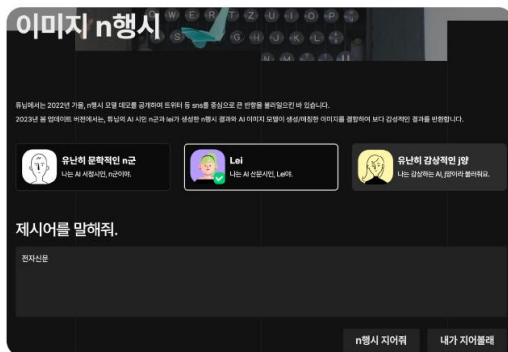 이미지 n행시
튜닙에서는 2022년 가을, n행시 모델 데모를 공개하여 트위터 등 sns를 중심으로 큰 반향을 불러일으킨 바 있습니다.
2023년 봄 업데이트 버전에서는, 튜닙의 AI 시인 n군과 lei가 생성한 n행시 결과와 AI 이미지 모델이 생성/매칭한 이미지를 결합하여 보다 감성적인 결과를 반환합니다.
유난히 문학적인 n군
나는 AI 서정시인, n군이야.
Lei
나는 AI 산문시인, Lei야.
유난히 감상적인 j양
나는 감상하는 AI, j양이라 불러줘요.
제시어를 말해줘.
전자신문
n행시 지어줘
내가 지어볼래